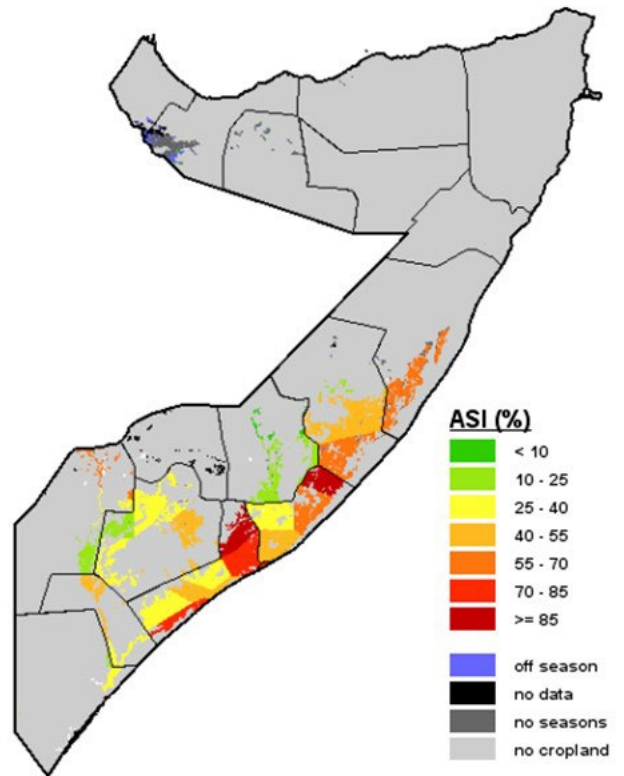 ASI (%)
< 10
10 - 25
25 - 40
40 - 55
55 - 70
70 - 85
>= 85
off season
no data
no seasons
no cropland